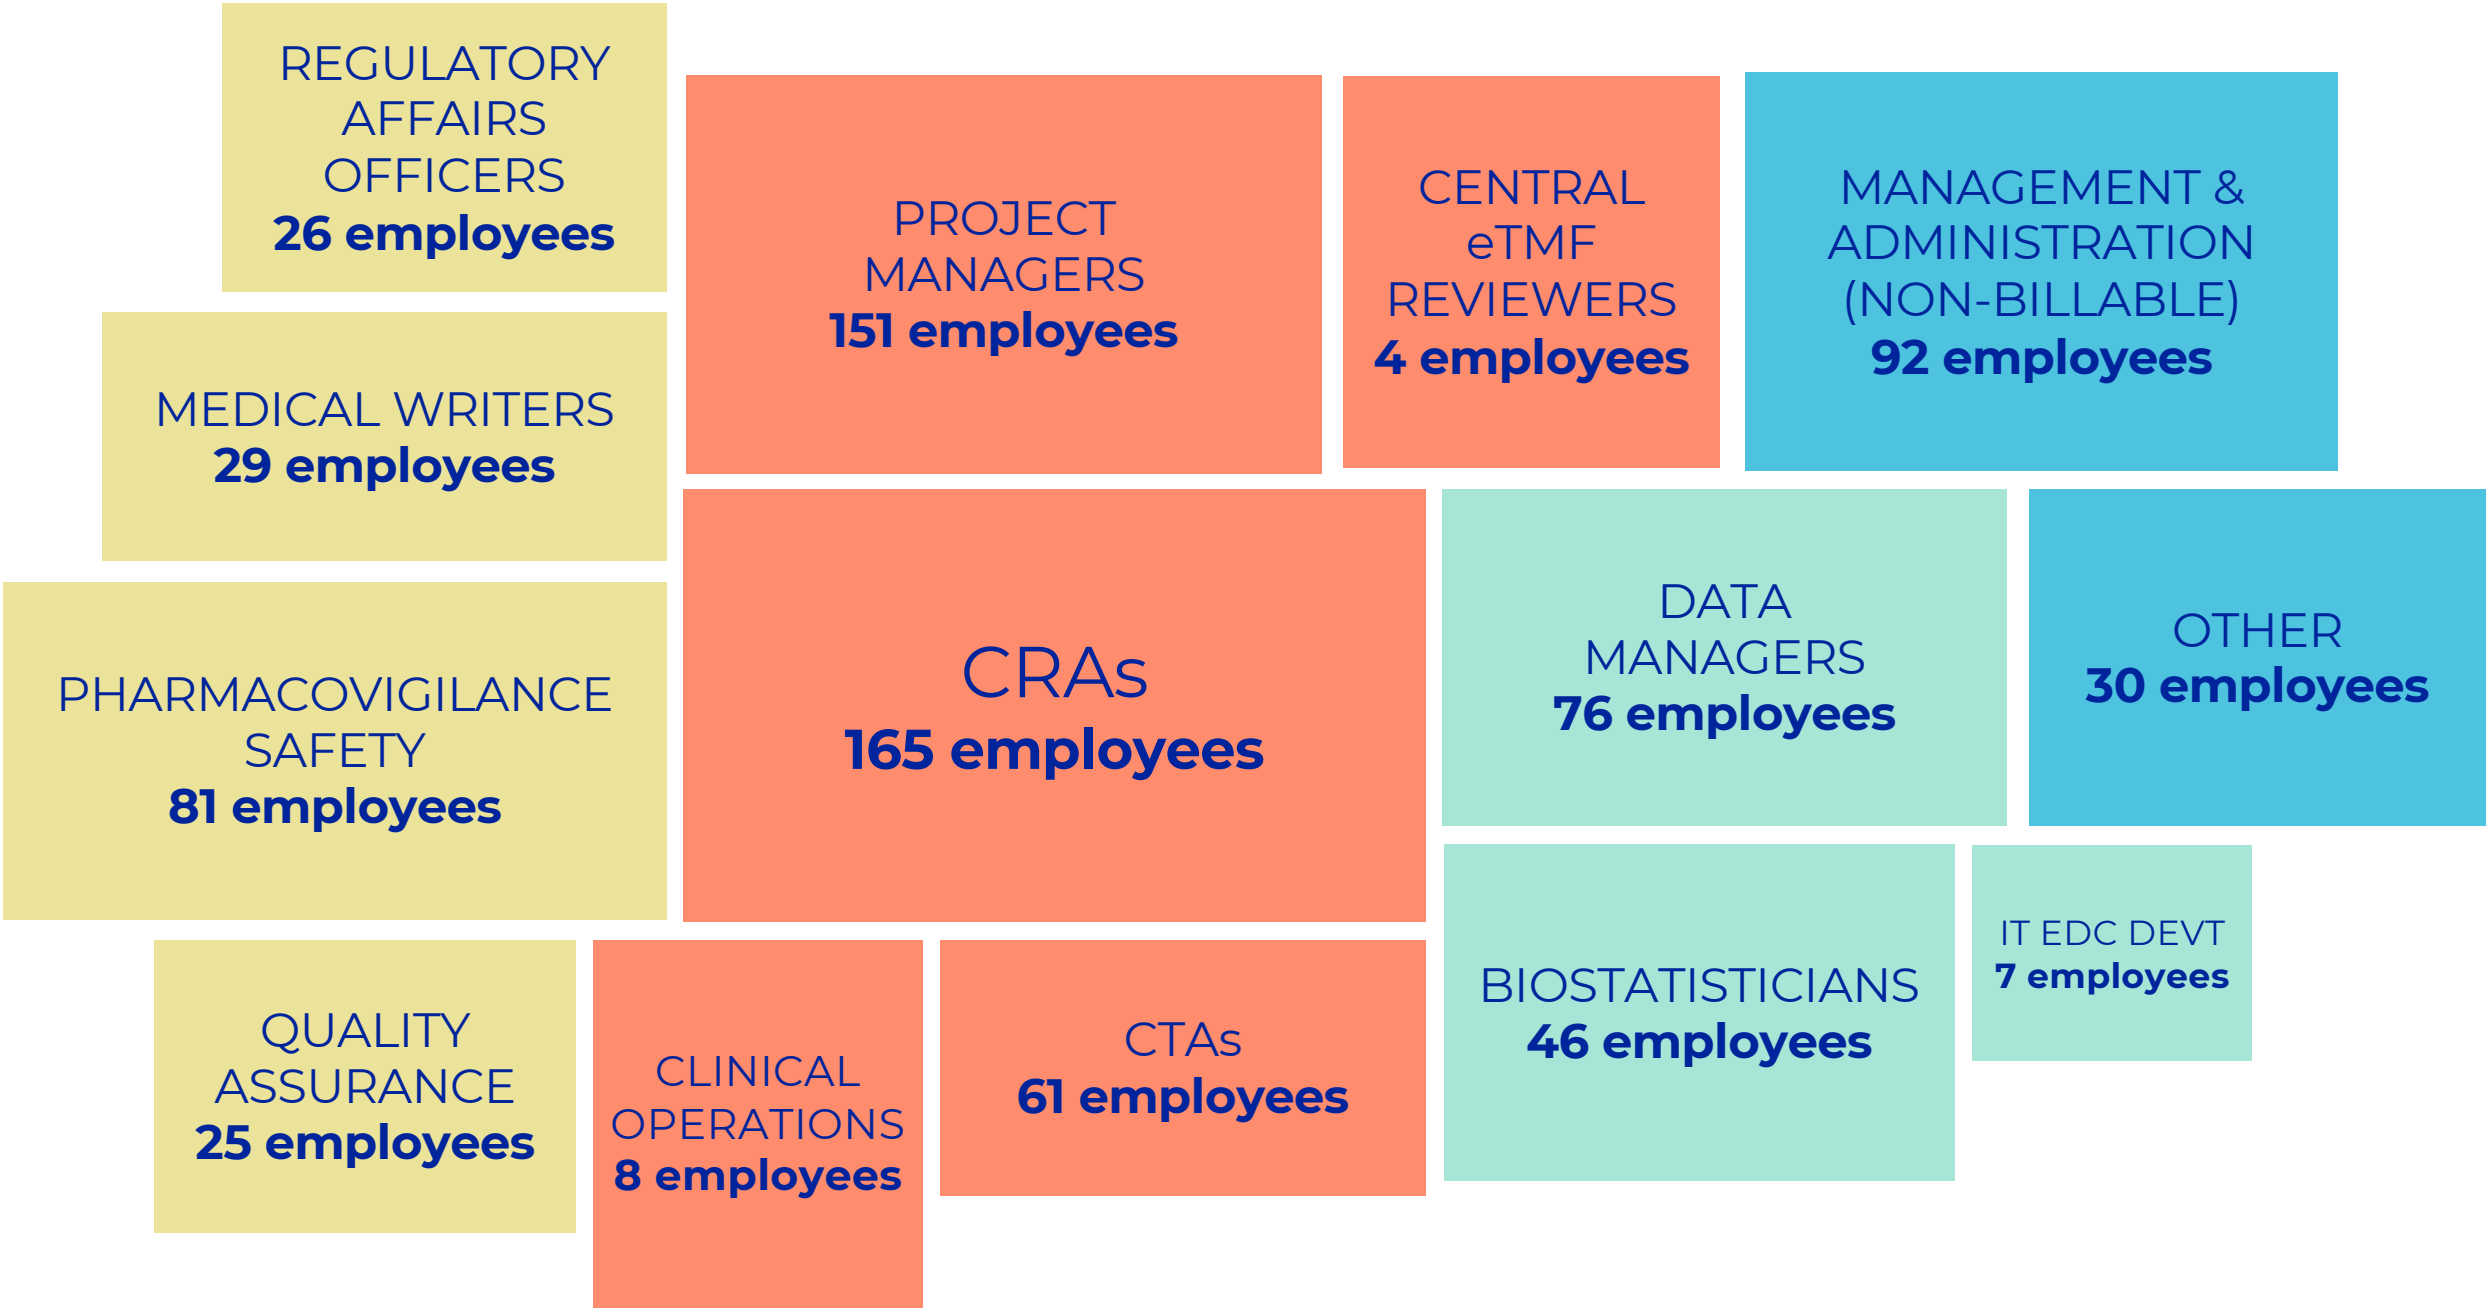 REGULATORY
AFFAIRS
OFFICERS
26 employees
MEDICAL WRITERS
29 employees
PHARMACOVIGILANCE
SAFETY
81 employees
QUALITY
ASSURANCE
25 employees
PROJECT
MANAGERS
151 employees
CENTRAL
eTMF
REVIEWERS
4 employees
CRAs
165 employees
CLINICAL
OPERATIONS
8 employees
CTAs
61 employees
MANAGEMENT &
ADMINISTRATION
(NON-BILLABLE)
92 employees
DATA
MANAGERS
76 employees
OTHER
30 employees
BIOSTATISTICIANS
46 employees
IT EDC DEVT
7 employees